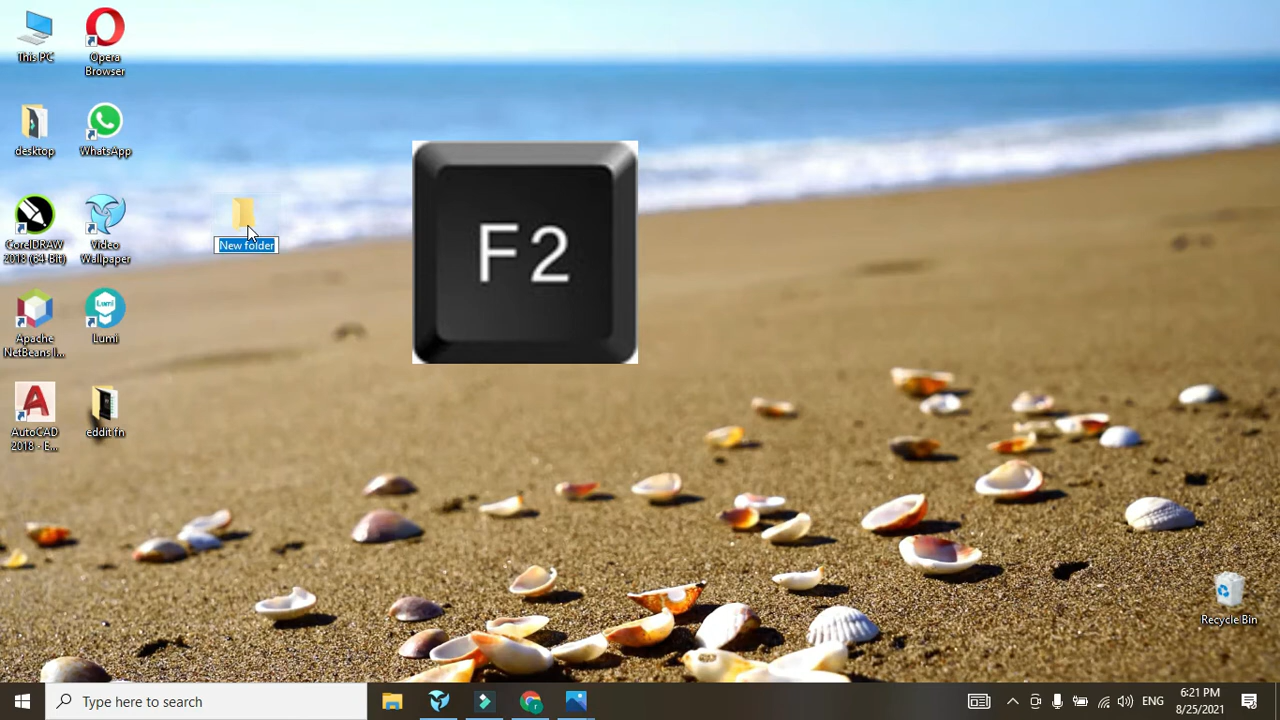 This PC
Opera
Browser
desktop
WhatsApp
CorelDRAW
2018 (64-Bit)
Video
Wallpaper
New folder
F2
Apache
NetBeans I...
Lumi
Lumi
AutoCAD
2018 - E...
eddit fn
Recycle Bin
Type here to search
ENG
6:21 PM
8/25/2021